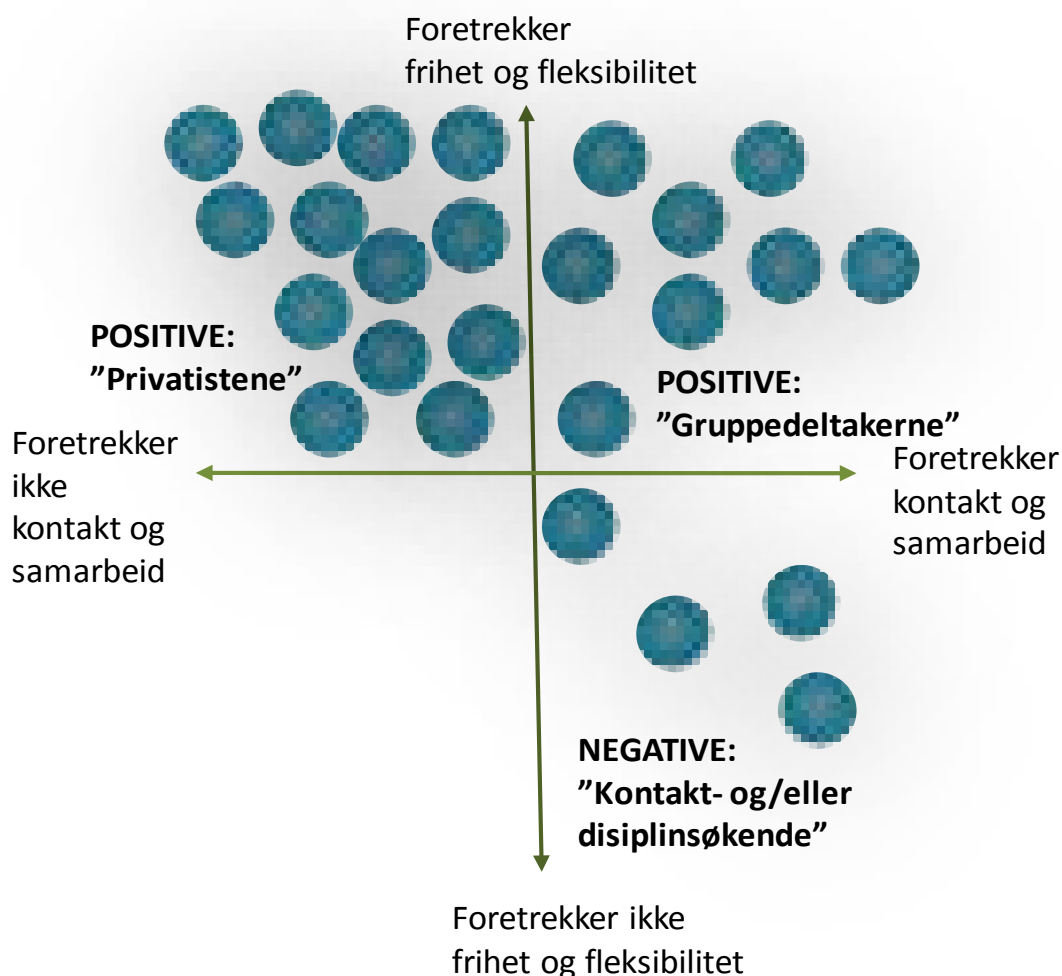 Foretrekker
frihet og fleksibilitet
POSITIVE:
”Privatistene”
POSITIVE:
”Gruppedeltakerne”
Foretrekker
ikke
kontakt og
samarbeid
Foretrekker
kontakt og
samarbeid
NEGATIVE:
”Kontakt- og/eller
disiplinsøkende”
Foretrekker ikke
frihet og fleksibilitet